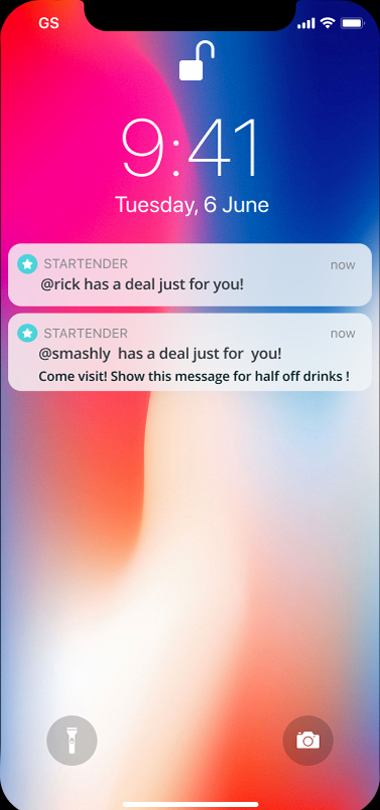 GS
9:41
Tuesday, 6 June
STARTENDER now
@rick has a deal just for you!
STARTENDER now
@smashly has a deal just for you!
Come visit! Show this message for half off drinks !